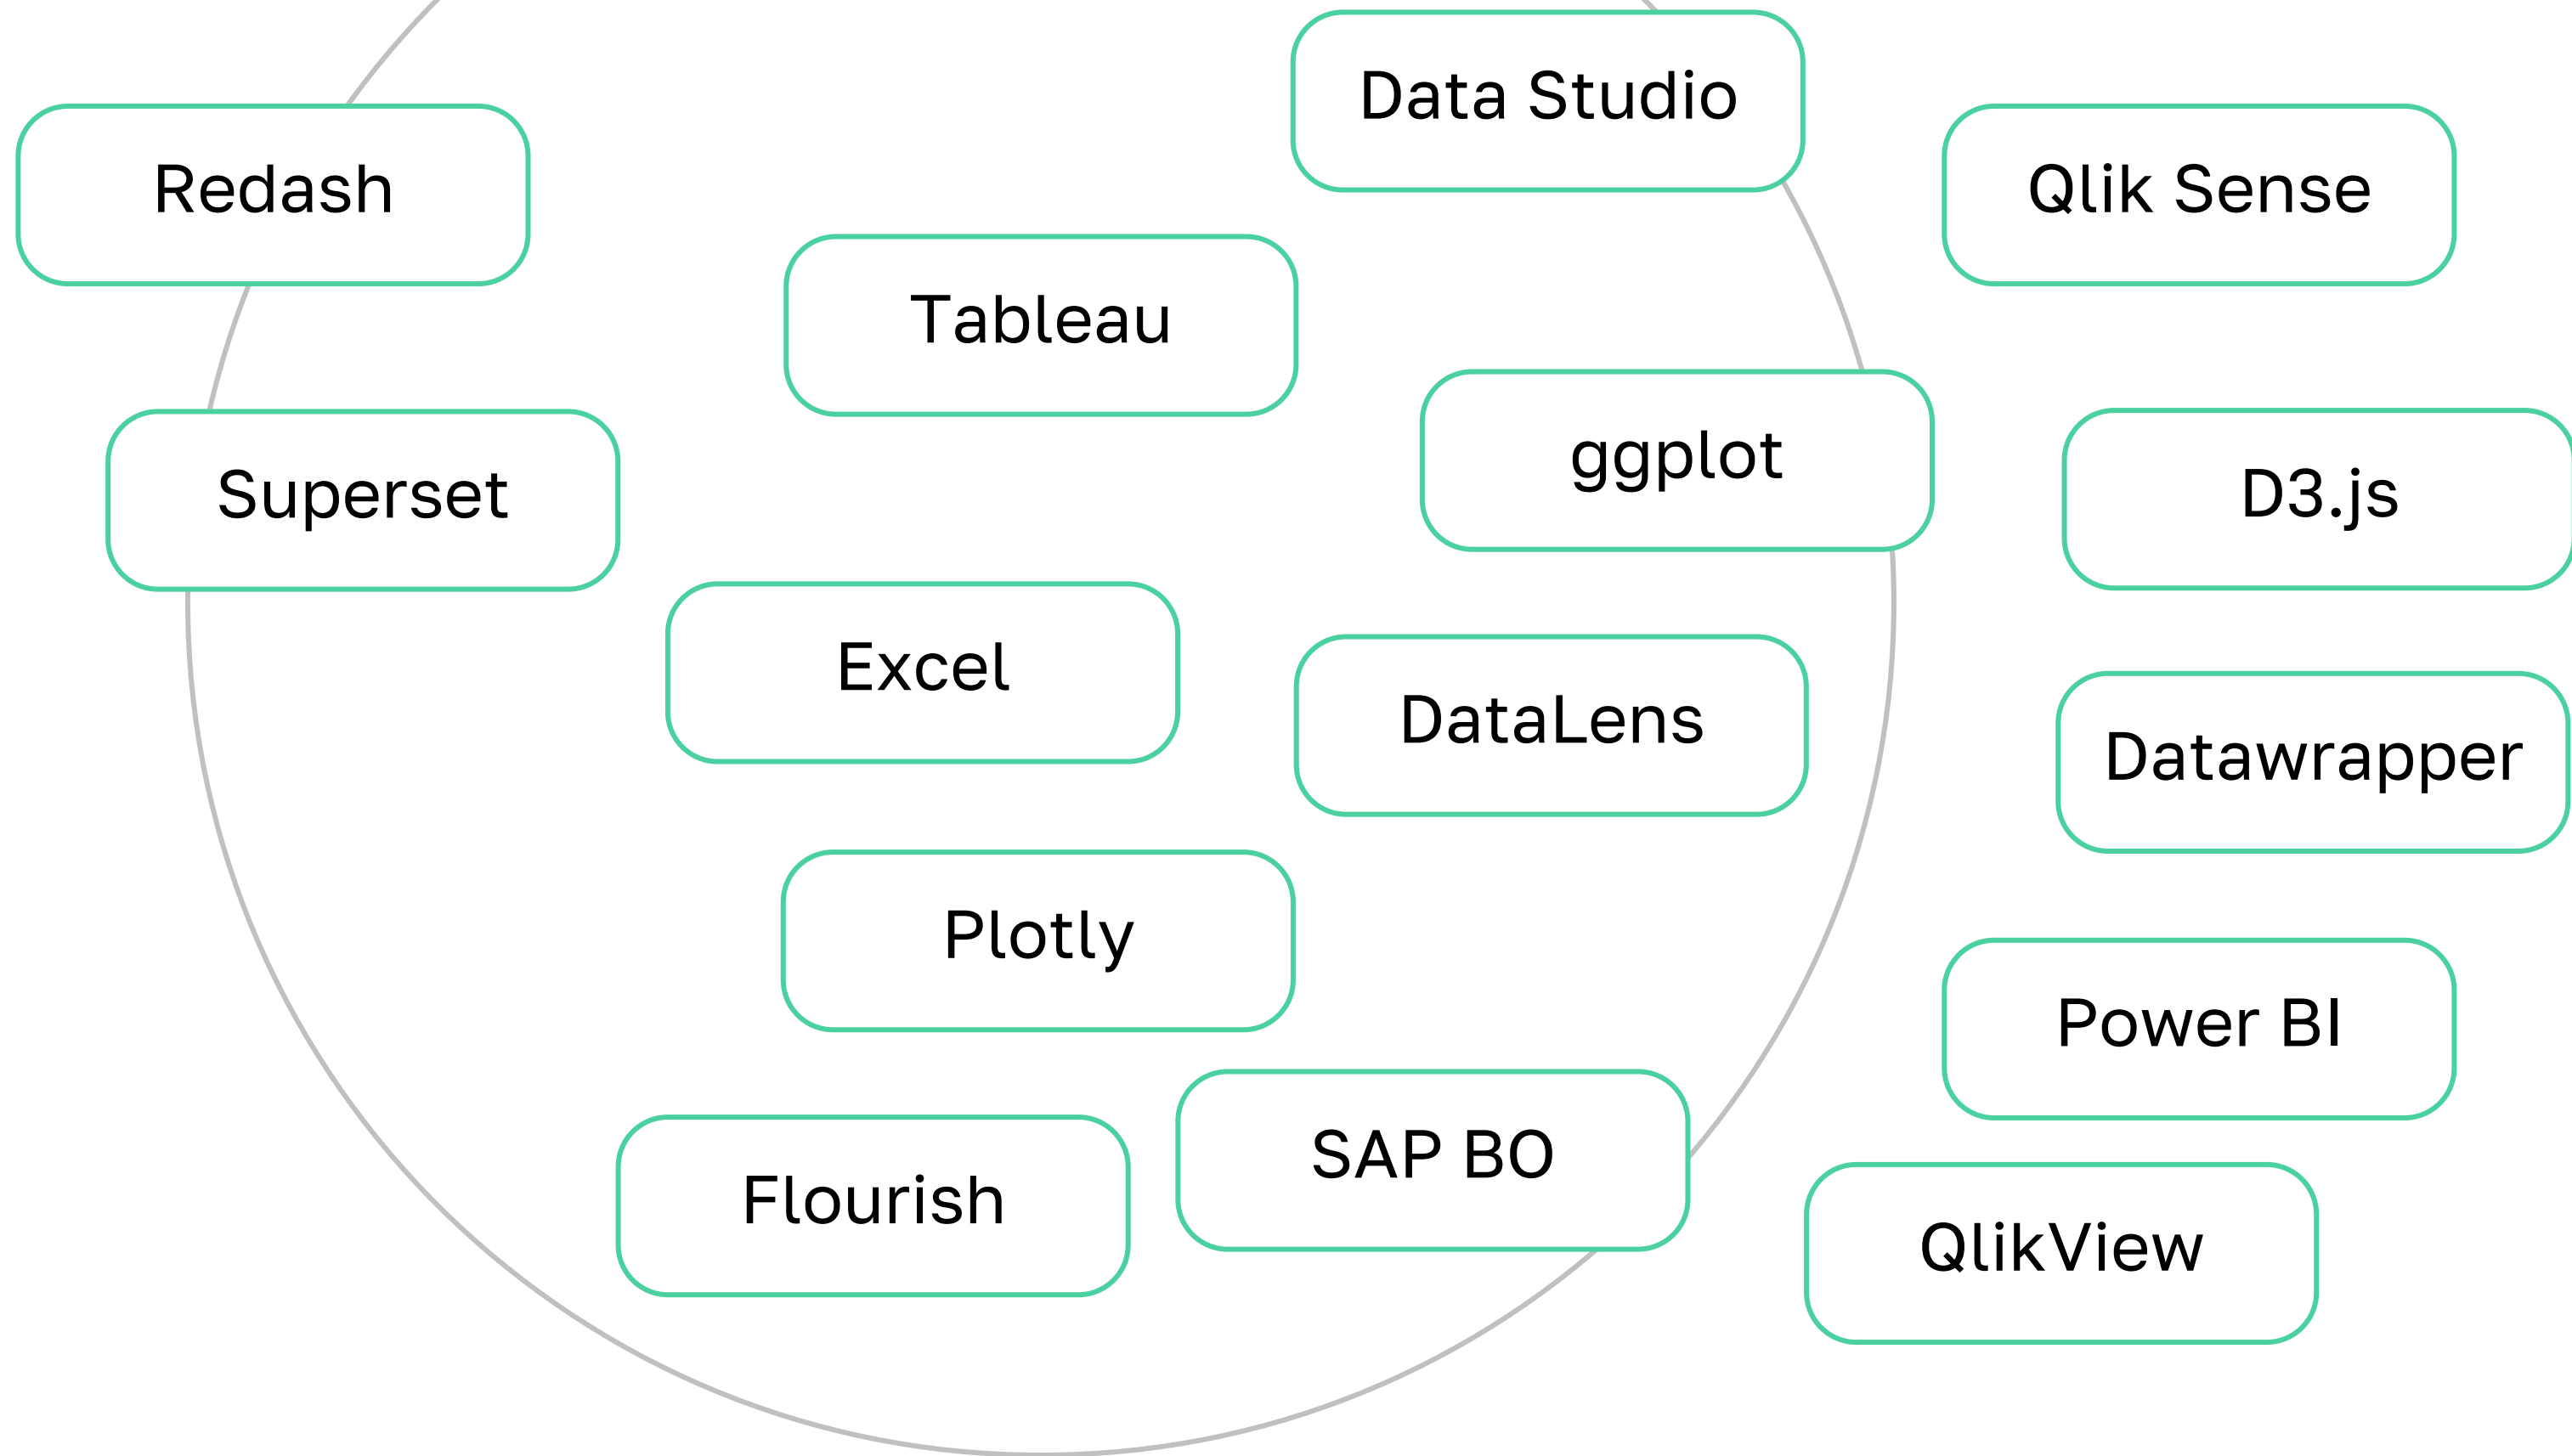 Data Studio
Redash
Qlik Sense
Tableau
ggplot
Superset
D3.js
Excel
DataLens
Datawrapper
Plotly
Power BI
SAP BO
Flourish
QlikView